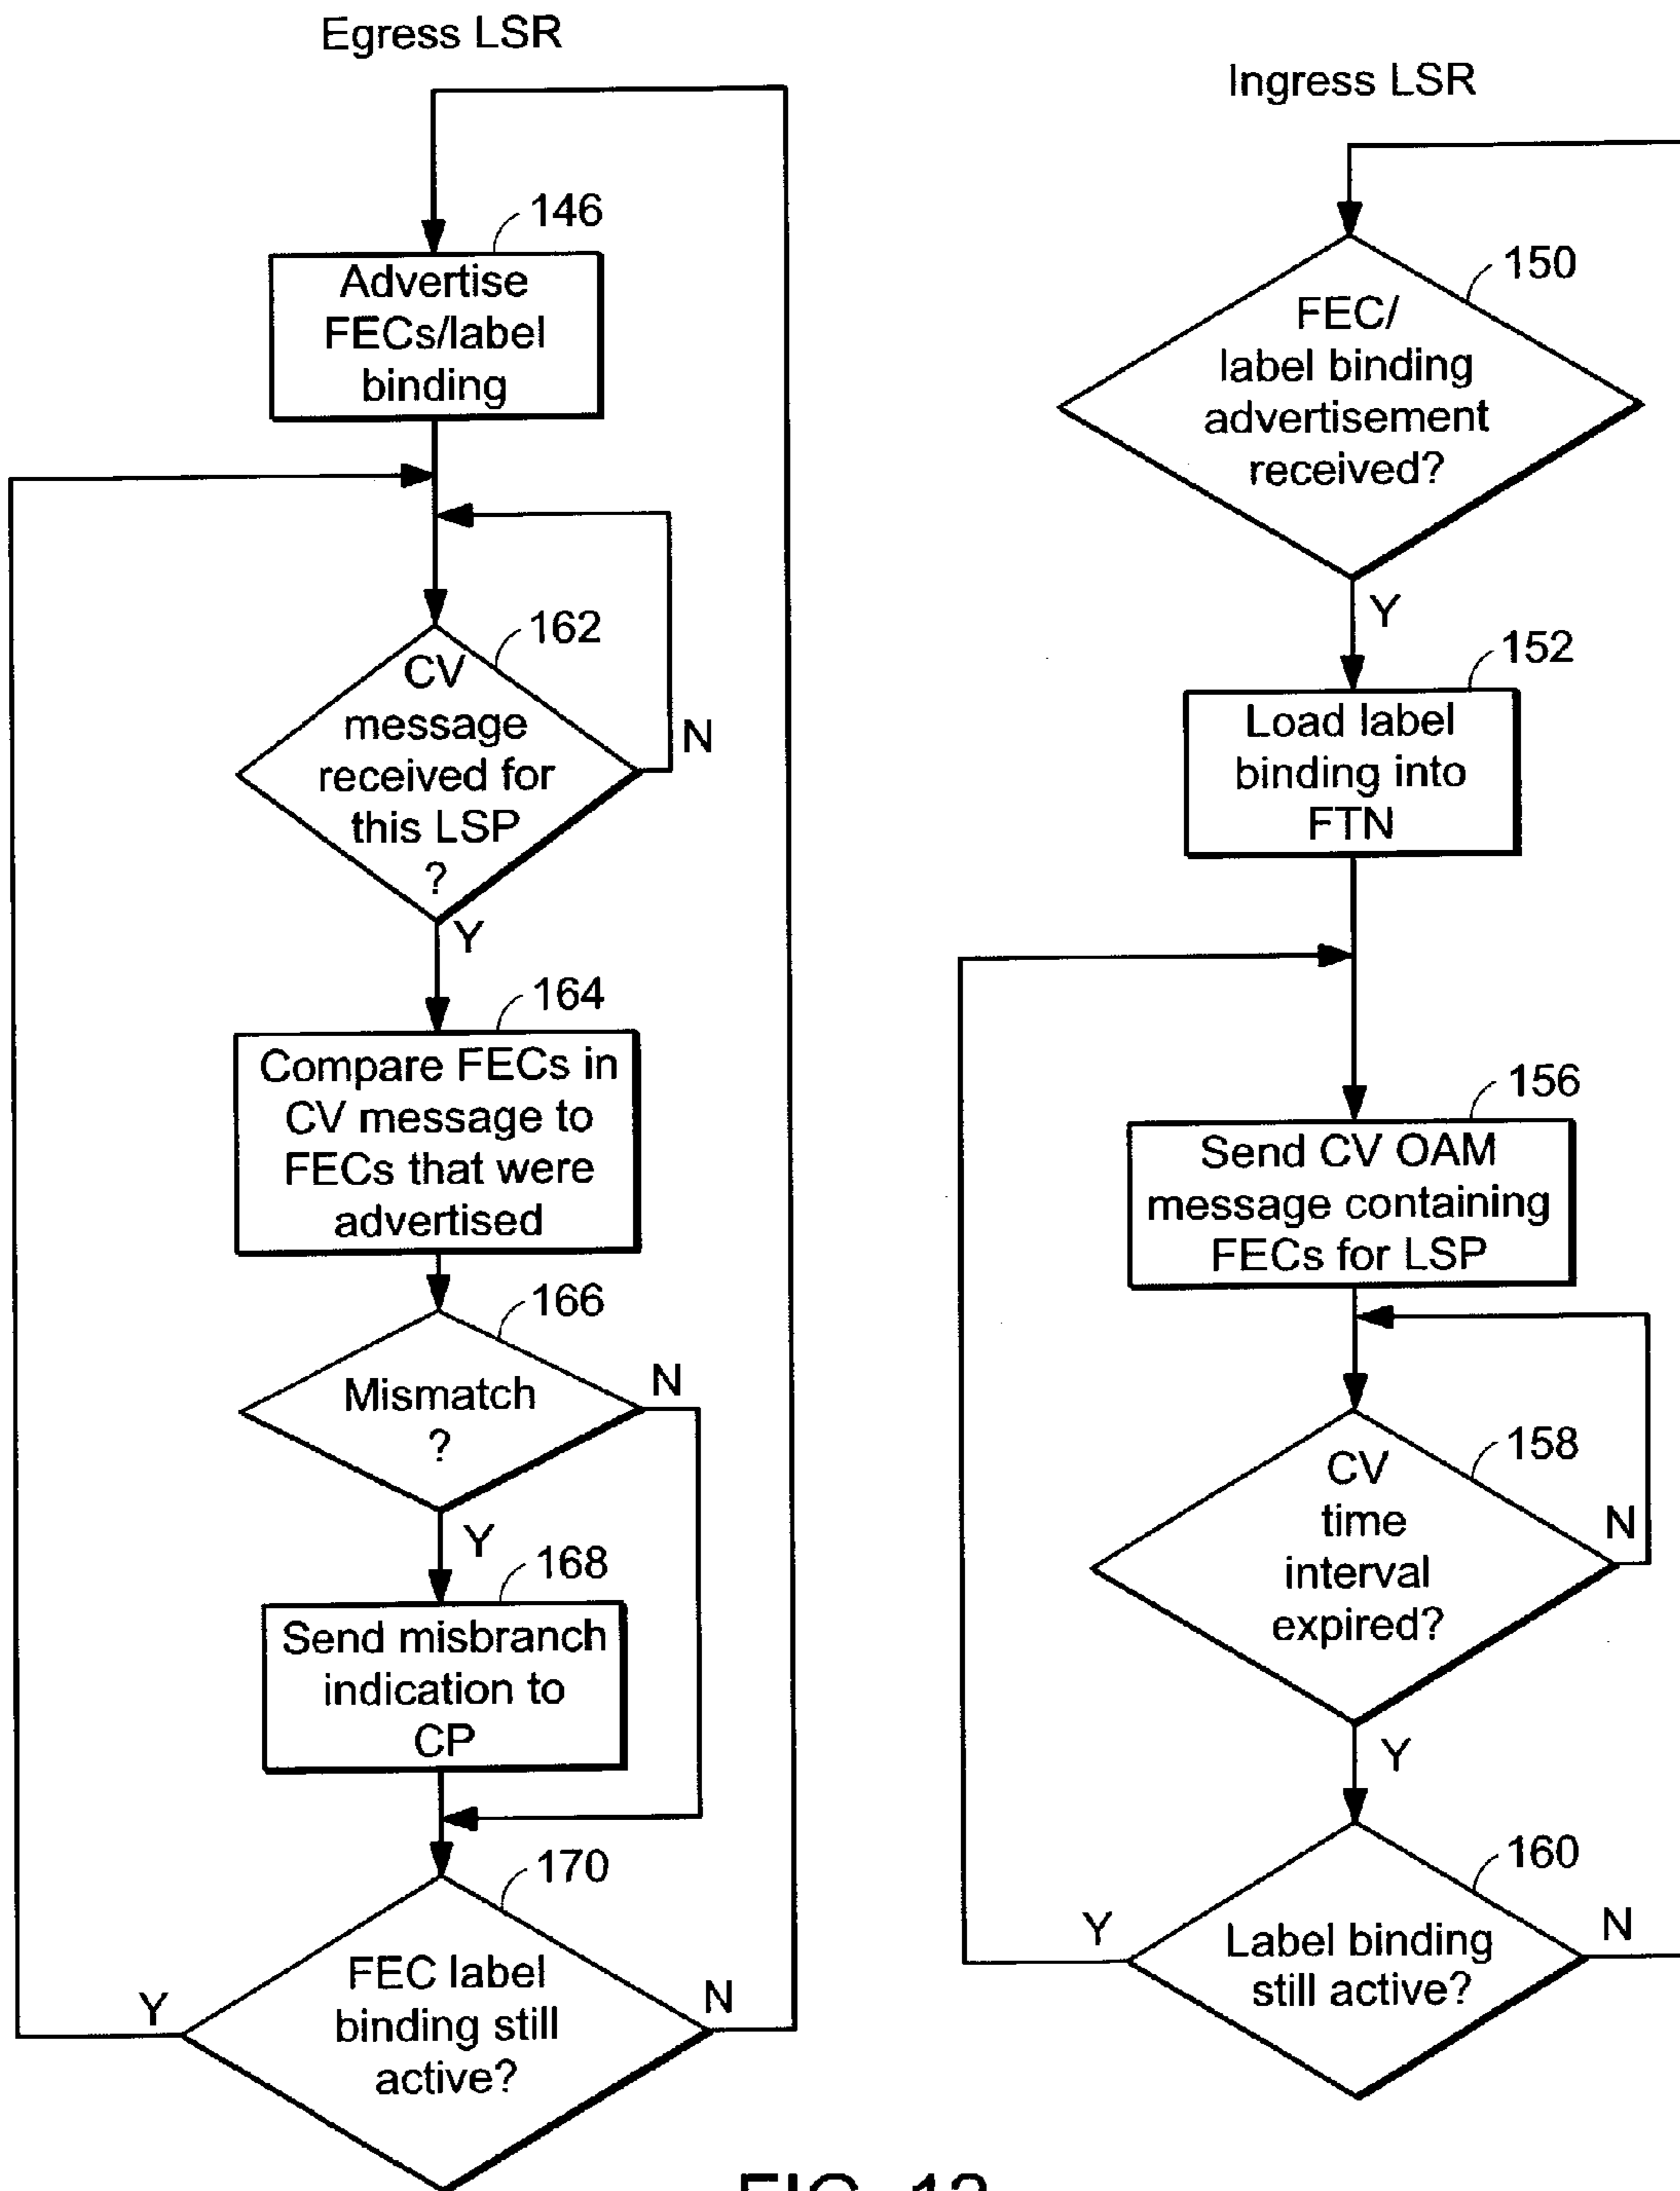 Egress LSR
146
Advertise
FECs/label
binding
162
CV
message
received for
this LSP
?
N
Y
164
Compare FECs in
CV message to
FECs that were
advertised
166
Mismatch
?
N
Y
168
Send misbranch
indication to
CP
170
FEC label
binding still
active?
Y
N
Ingress LSR
150
FEC/
label binding
advertisement
received?
Y
152
Load label
binding into
FTN
156
Send CV OAM
message containing
FECs for LSP
158
CV
time
interval
expired?
N
Y
160
Label binding
still active?
Y
N